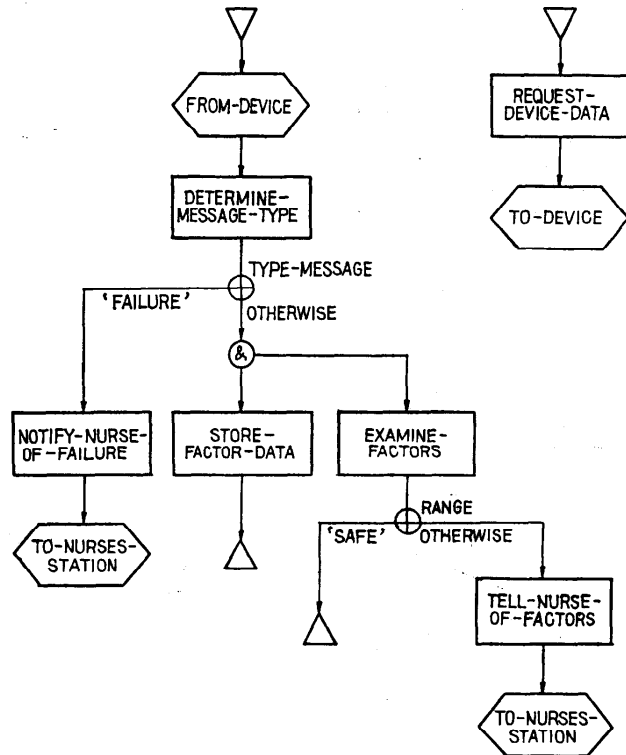 FROM-DEVICE
REQUEST-
DEVICE-DATA
DETERMINE-
MESSAGE-TYPE
TO-DEVICE
TYPE-MESSAGE
'FAILURE'
OTHERWISE
&
NOTIFY-NURSE-
OF-FAILURE
STORE-
FACTOR-DATA
EXAMINE-
FACTORS
TO-NURSES-
STATION
RANGE
'SAFE'
OTHERWISE
TELL-NURSE-
OF-FACTORS
TO-NURSES-
STATION